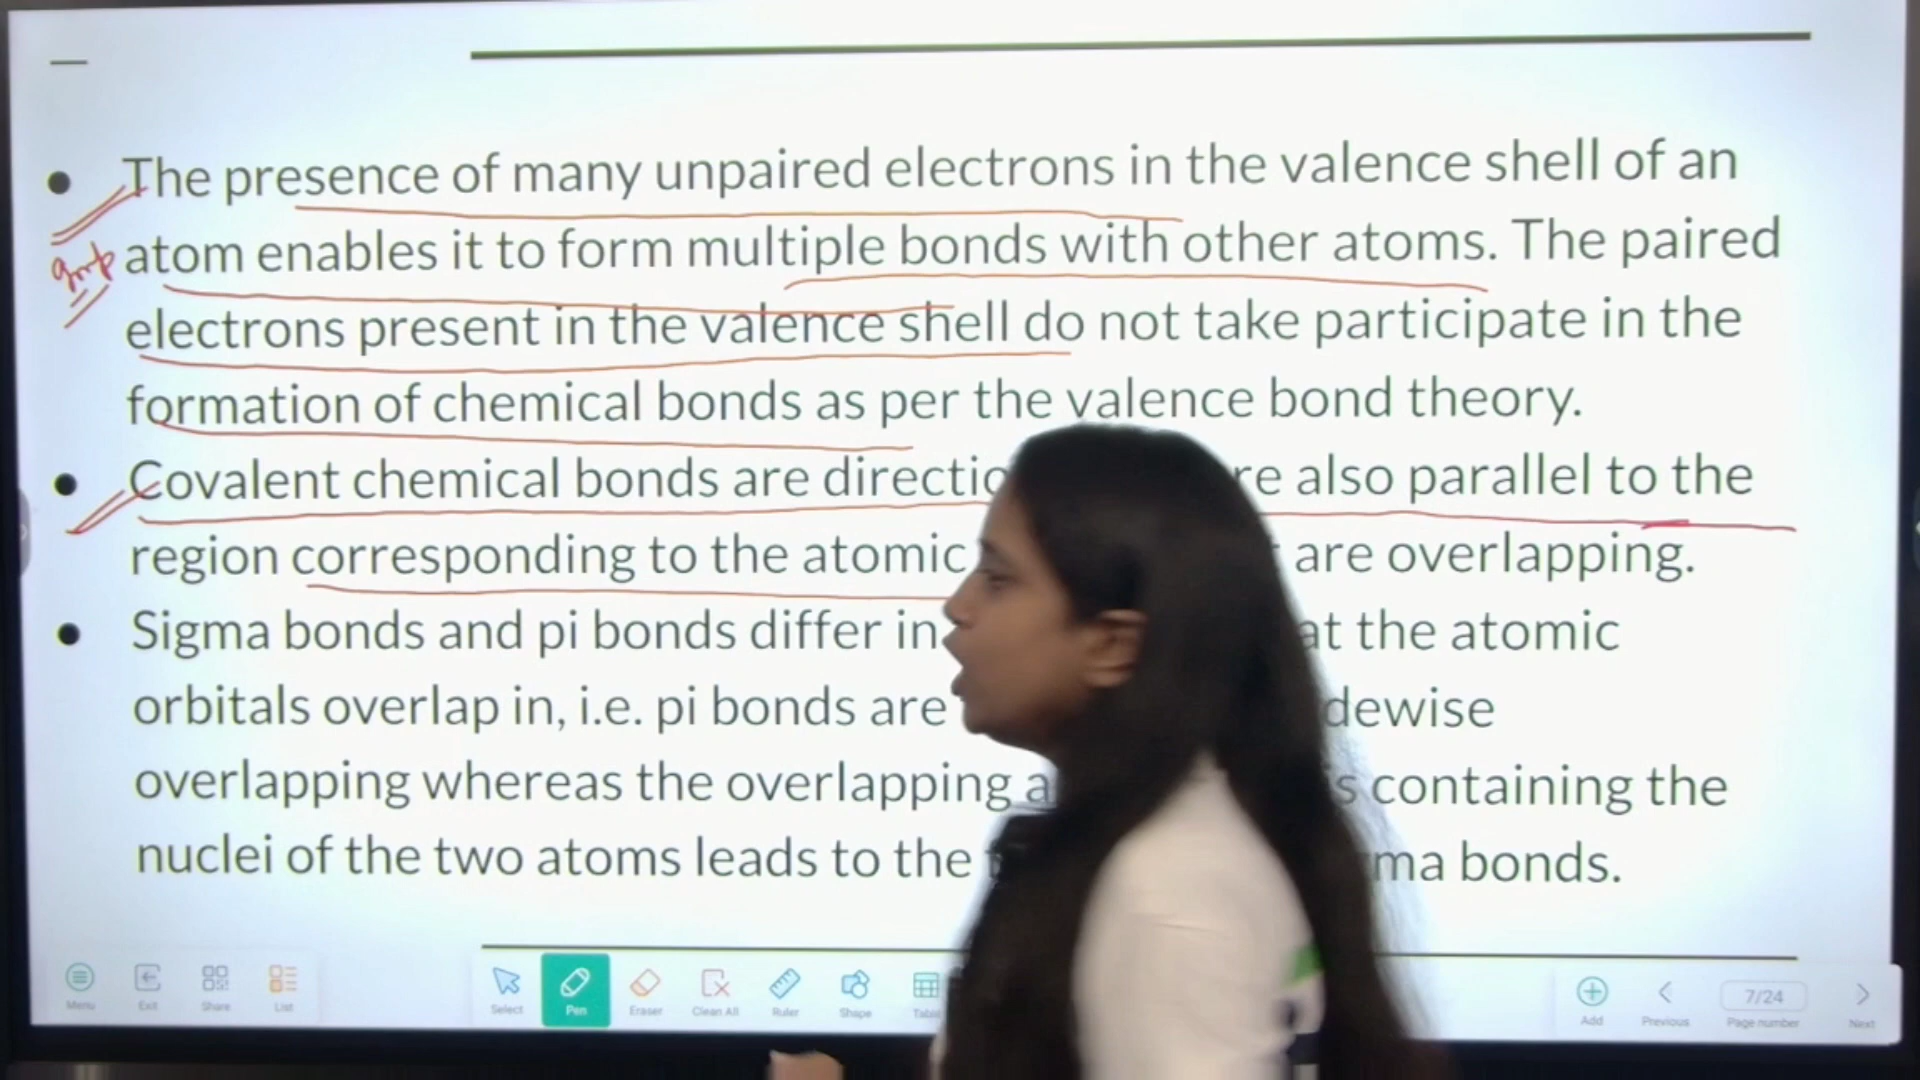 The presence of many unpaired electrons in the valence shell of an
Imp atom enables it to form multiple bonds with other atoms. The paired
electrons present in the valence shell do not take participate in the
formation of chemical bonds as per the valence bond theory.
Covalent chemical bonds are also parallel to the
region corresponding to the atomic are overlapping.
Sigma bonds and pi bonds differ in the atomic
orbitals overlap in, i.e. pi bonds are
overlapping whereas the overlapping containing the
nuclei of the two atoms leads to the bonds.
Menu Exit Share List Select Pen Eraser Clean All Ruler Shape Add Previous 7/24 Page number Next